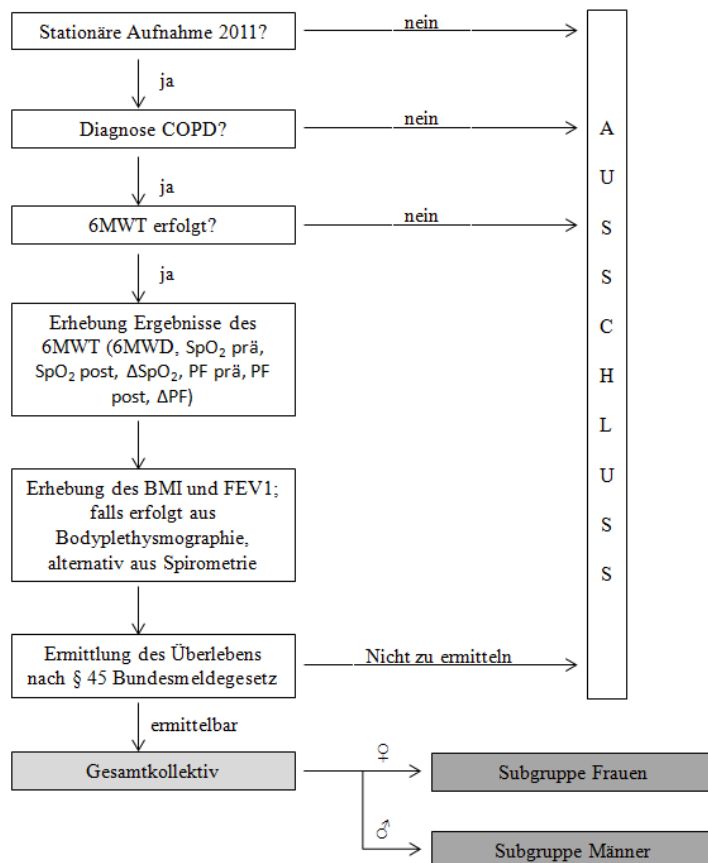 Stationäre Aufnahme 2011?
nein
ja
Diagnose COPD?
nein
ja
6MWT erfolgt?
nein
ja
Erhebung Ergebnisse des
6MWT (6MWD, SpO₂ prä,
SpO₂ post, ΔSpO₂, PF prä, PF
post, ΔPF)
Erhebung des BMI und FEV1;
falls erfolgt aus
Bodyplethysmographie,
alternativ aus Spirometrie
Ermittlung des Überlebens
nach § 45 Bundesmeldegesetz
Nicht zu ermitteln
ermittelbar
A
U
S
S
C
H
L
U
S
S
Gesamtkollektiv
♀
Subgruppe Frauen
♂
Subgruppe Männer